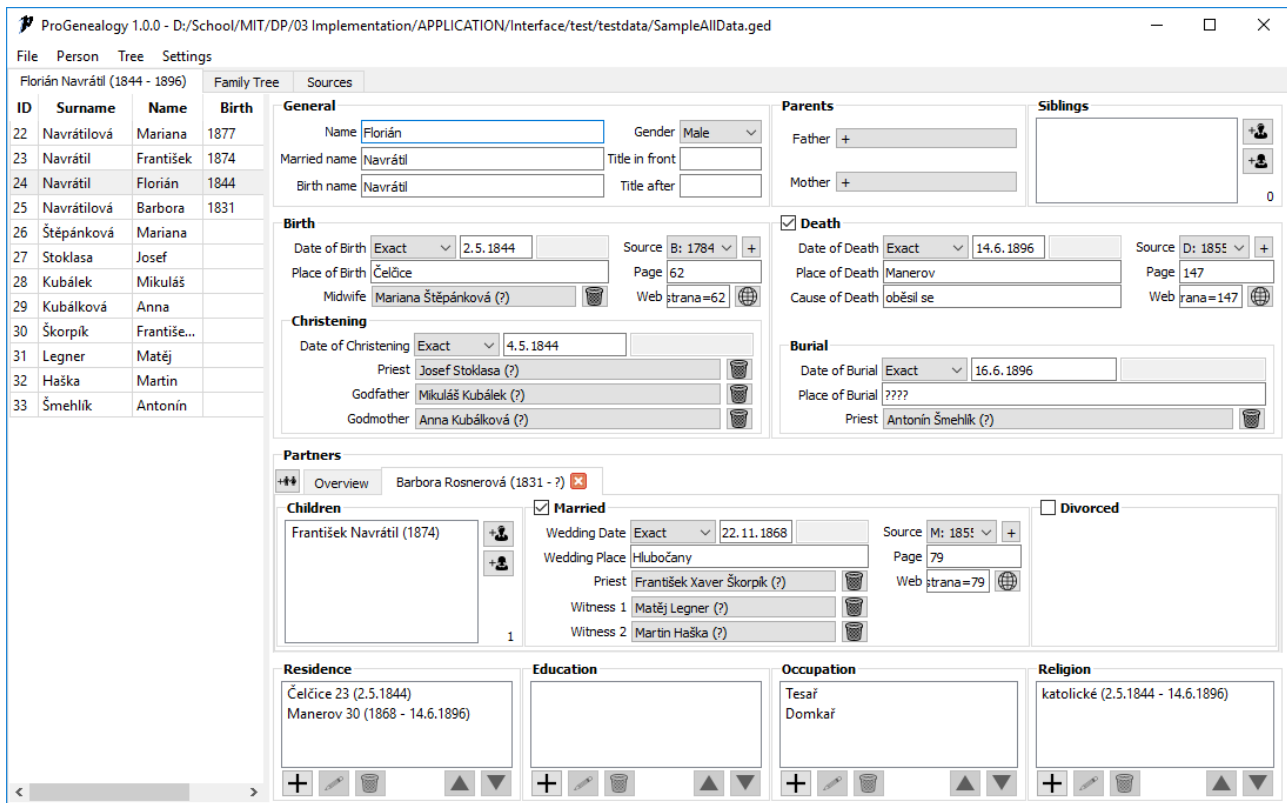 ProGenealogy 1.0.0 - D:/School/MIT/DP/03 Implementation/APPLICATION/Interface/test/testdata/SampleAllData.ged
File Person Tree Settings
Florián Navrátil (1844 - 1896) Family Tree Sources
ID Surname Name Birth
22 Navrátilová Mariana 1877
23 Navrátil František 1874
24 Navrátil Florián 1844
25 Navrátilová Barbora 1831
26 Štěpánková Mariana
27 Stoklasa Josef
28 Kubálek Mikuláš
29 Kubálková Anna
30 Škorpík Františe...
31 Legner Matěj
32 Haška Martin
33 Šmehlík Antonín
General
Name Florián Gender Male
Married name Navrátil Title in front
Birth name Navrátil Title after
Parents
Father +
Mother +
Siblings
0
Birth
Date of Birth Exact 2.5.1844 Source B: 1784 +
Place of Birth Čelčice Page 62
Midwife Mariana Štěpánková (?) Web strana=62
Christening
Date of Christening Exact 4.5.1844
Priest Josef Stoklasa (?)
Godfather Mikuláš Kubálek (?)
Godmother Anna Kubálková (?)
Death
Date of Death Exact 14.6.1896 Source D: 1855 +
Place of Death Manerov Page 147
Cause of Death oběsil se Web rana=147
Burial
Date of Burial Exact 16.6.1896
Place of Burial ????
Priest Antonín Šmehlík (?)
Partners
Overview Barbora Rosnerová (1831 - ?)
Children
František Navrátil (1874)
1
Married
Wedding Date Exact 22.11.1868 Source M: 185! +
Wedding Place Hlubočany Page 79
Priest František Xaver Škorpík (?) Web strana=79
Witness 1 Matěj Legner (?)
Witness 2 Martin Haška (?)
Divorced
Residence
Čelčice 23 (2.5.1844)
Manerov 30 (1868 - 14.6.1896)
Education
Occupation
Tesař
Domkař
Religion
katolické (2.5.1844 - 14.6.1896)